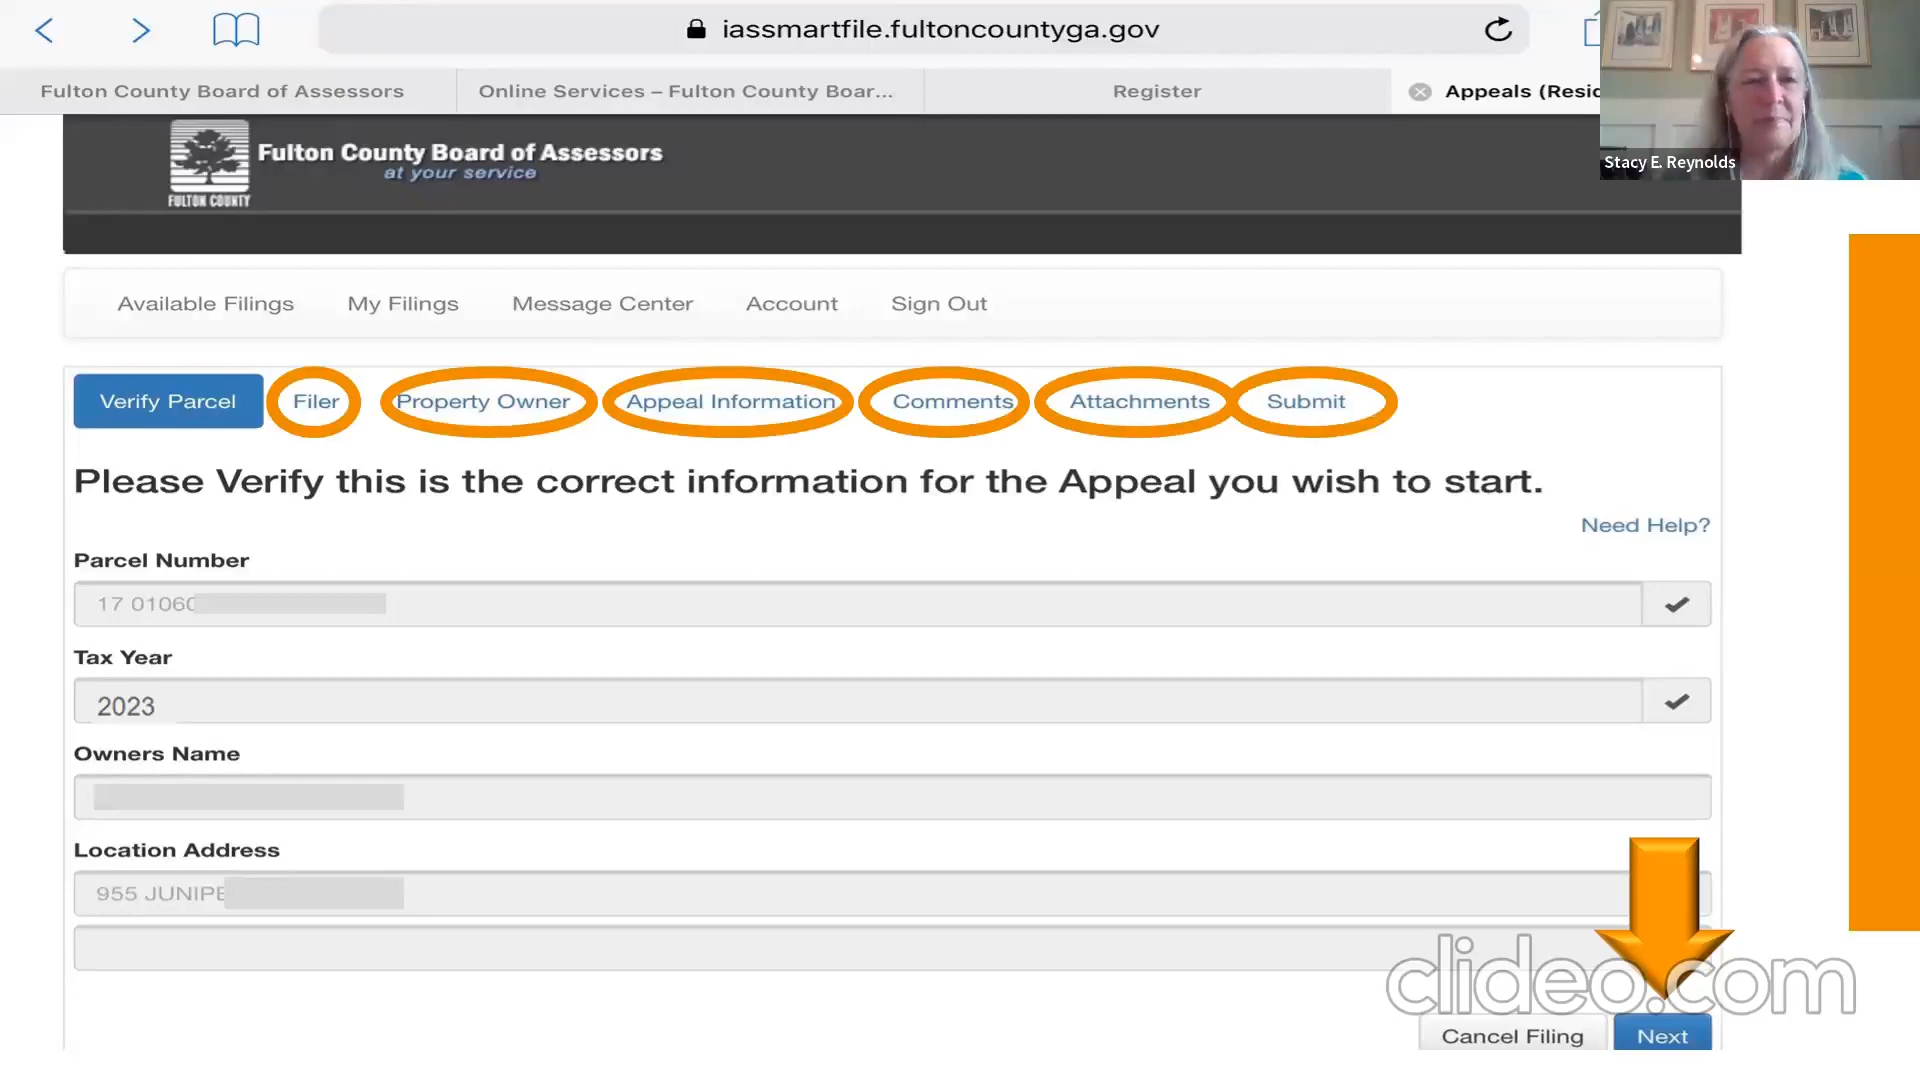 iassmartfile.fultoncountyga.gov
Fulton County Board of Assessors
Online Services – Fulton County Boar...
Register
Appeals (Resid
Stacy E. Reynolds
Fulton County Board of Assessors
at your service
FULTON COUNTY
Available Filings
My Filings
Message Center
Account
Sign Out
Verify Parcel
Filer
Property Owner
Appeal Information
Comments
Attachments
Submit
Please Verify this is the correct information for the Appeal you wish to start.
Need Help?
Parcel Number
17 01060
Tax Year
2023
Owners Name
Location Address
955 JUNIPE
clideo.com
Cancel Filing
Next